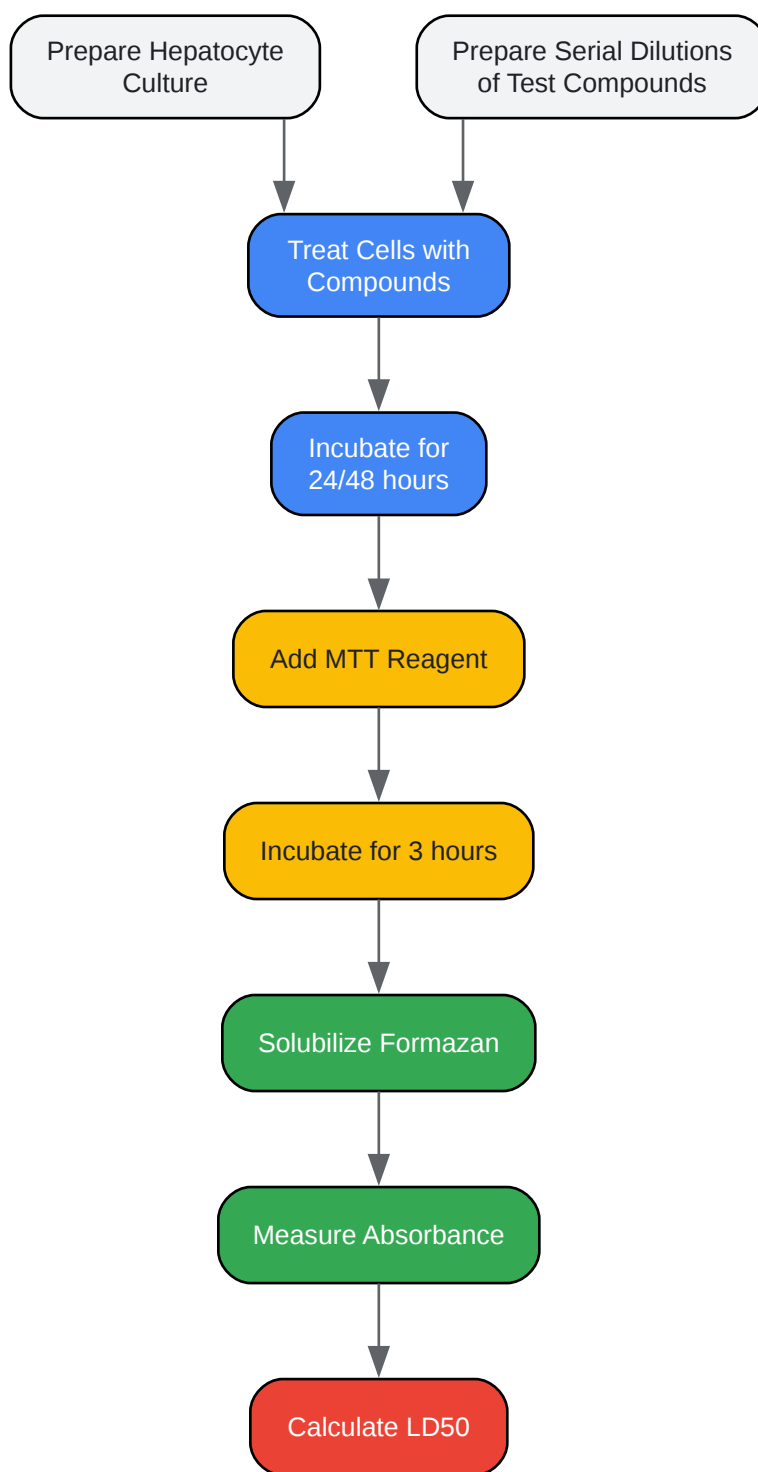 Prepare Hepatocyte
Culture
Prepare Serial Dilutions
of Test Compounds
Treat Cells with
Compounds
Incubate for
24/48 hours
Add MTT Reagent
Incubate for 3 hours
Solubilize Formazan
Measure Absorbance
Calculate LD50